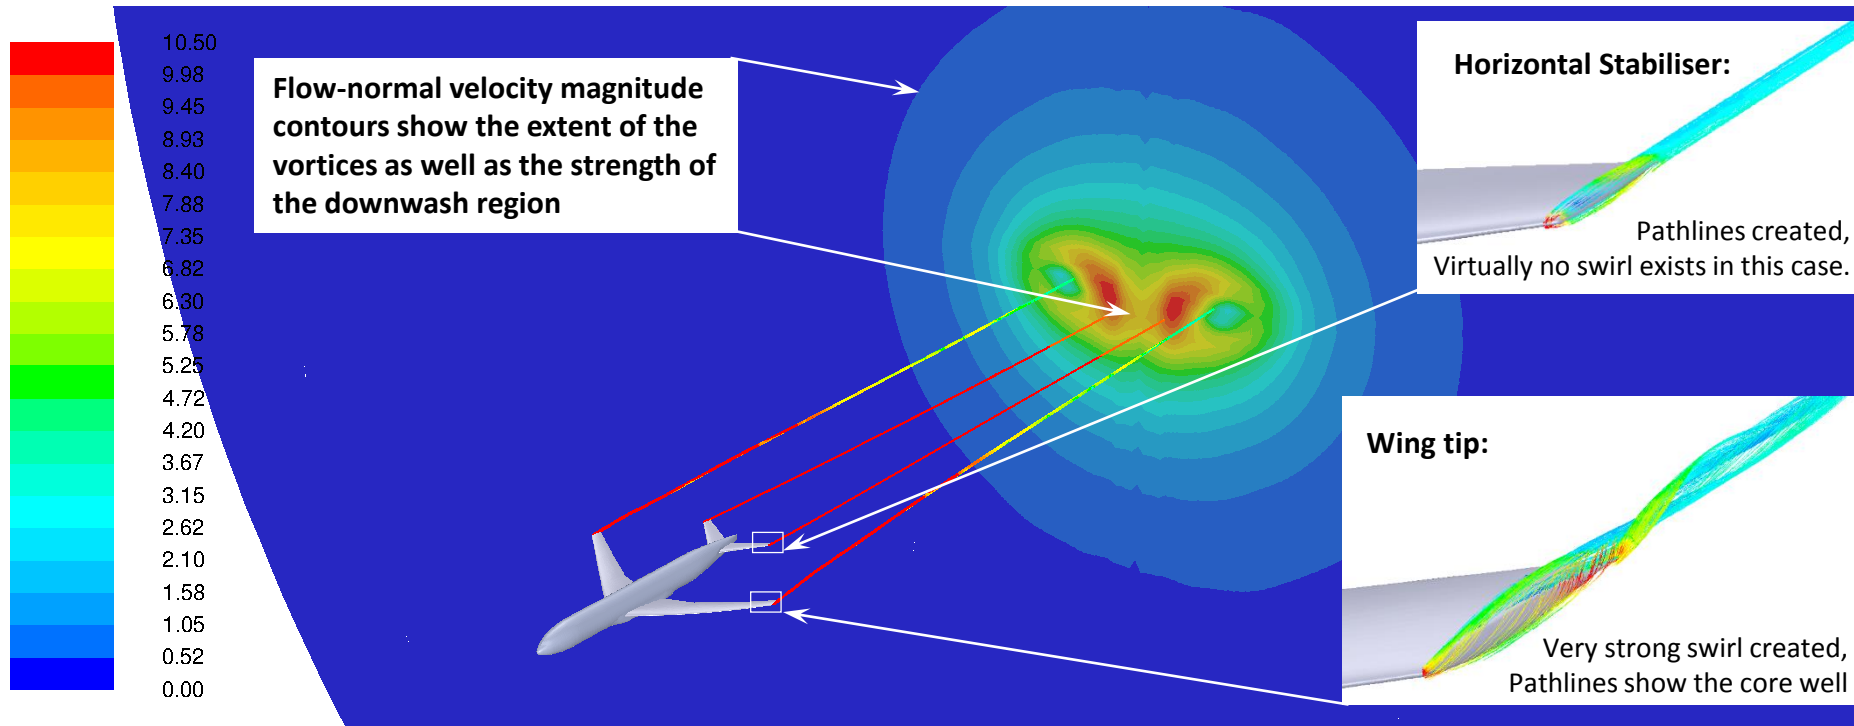 10.50
9.98
9.45
8.93
8.40
7.88
7.35
6.82
6.30
5.78
5.25
4.72
4.20
3.67
3.15
2.62
2.10
1.58
1.05
0.52
0.00
Flow-normal velocity magnitude
contours show the extent of the
vortices as well as the strength of
the downwash region
Horizontal Stabiliser:
Pathlines created,
Virtually no swirl exists in this case.
Wing tip:
Very strong swirl created,
Pathlines show the core well